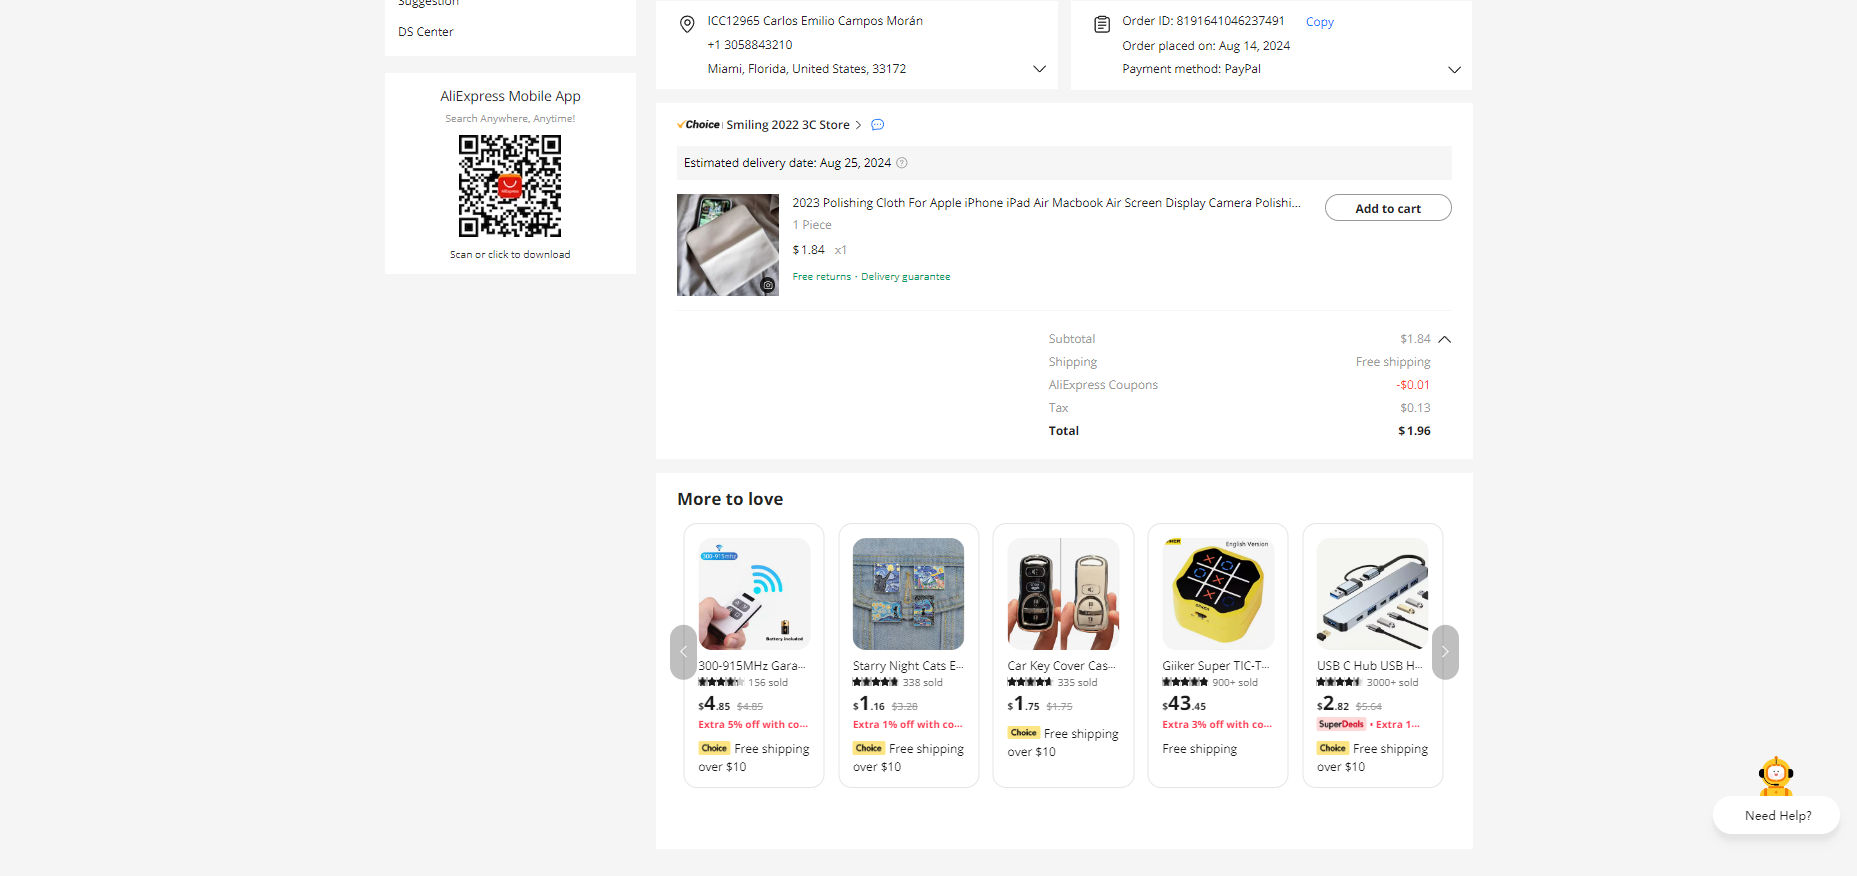 Suggestion
DS Center
AliExpress Mobile App
Search Anywhere, Anytime!
AliExpress
Scan or click to download
ICC12965 Carlos Emilio Campos Morán
+1 3058843210
Miami, Florida, United States, 33172
Order ID: 8191641046237491 Copy
Order placed on: Aug 14, 2024
Payment method: PayPal
Choice Smiling 2022 3C Store
Estimated delivery date: Aug 25, 2024
2023 Polishing Cloth For Apple iPhone iPad Air Macbook Air Screen Display Camera Polishi...
Add to cart
1 Piece
$1.84 x1
Free returns · Delivery guarantee
Subtotal $1.84
Shipping Free shipping
AliExpress Coupons -$0.01
Tax $0.13
Total $1.96
More to love
300-915mhz
Battery included
300-915MHz Gara...
156 sold
$4.85 $4.85
Extra 5% off with co...
Choice Free shipping
over $10
Starry Night Cats E...
338 sold
$1.16 $3.28
Extra 1% off with co...
Choice Free shipping
over $10
Car Key Cover Cas...
335 sold
$1.75 $1.75
Choice Free shipping
over $10
English Version
Giiker Super TIC-T...
900+ sold
$43.45
Extra 3% off with co...
Free shipping
USB C Hub USB H...
3000+ sold
$2.82 $5.64
SuperDeals • Extra 1...
Choice Free shipping
over $10
Need Help?